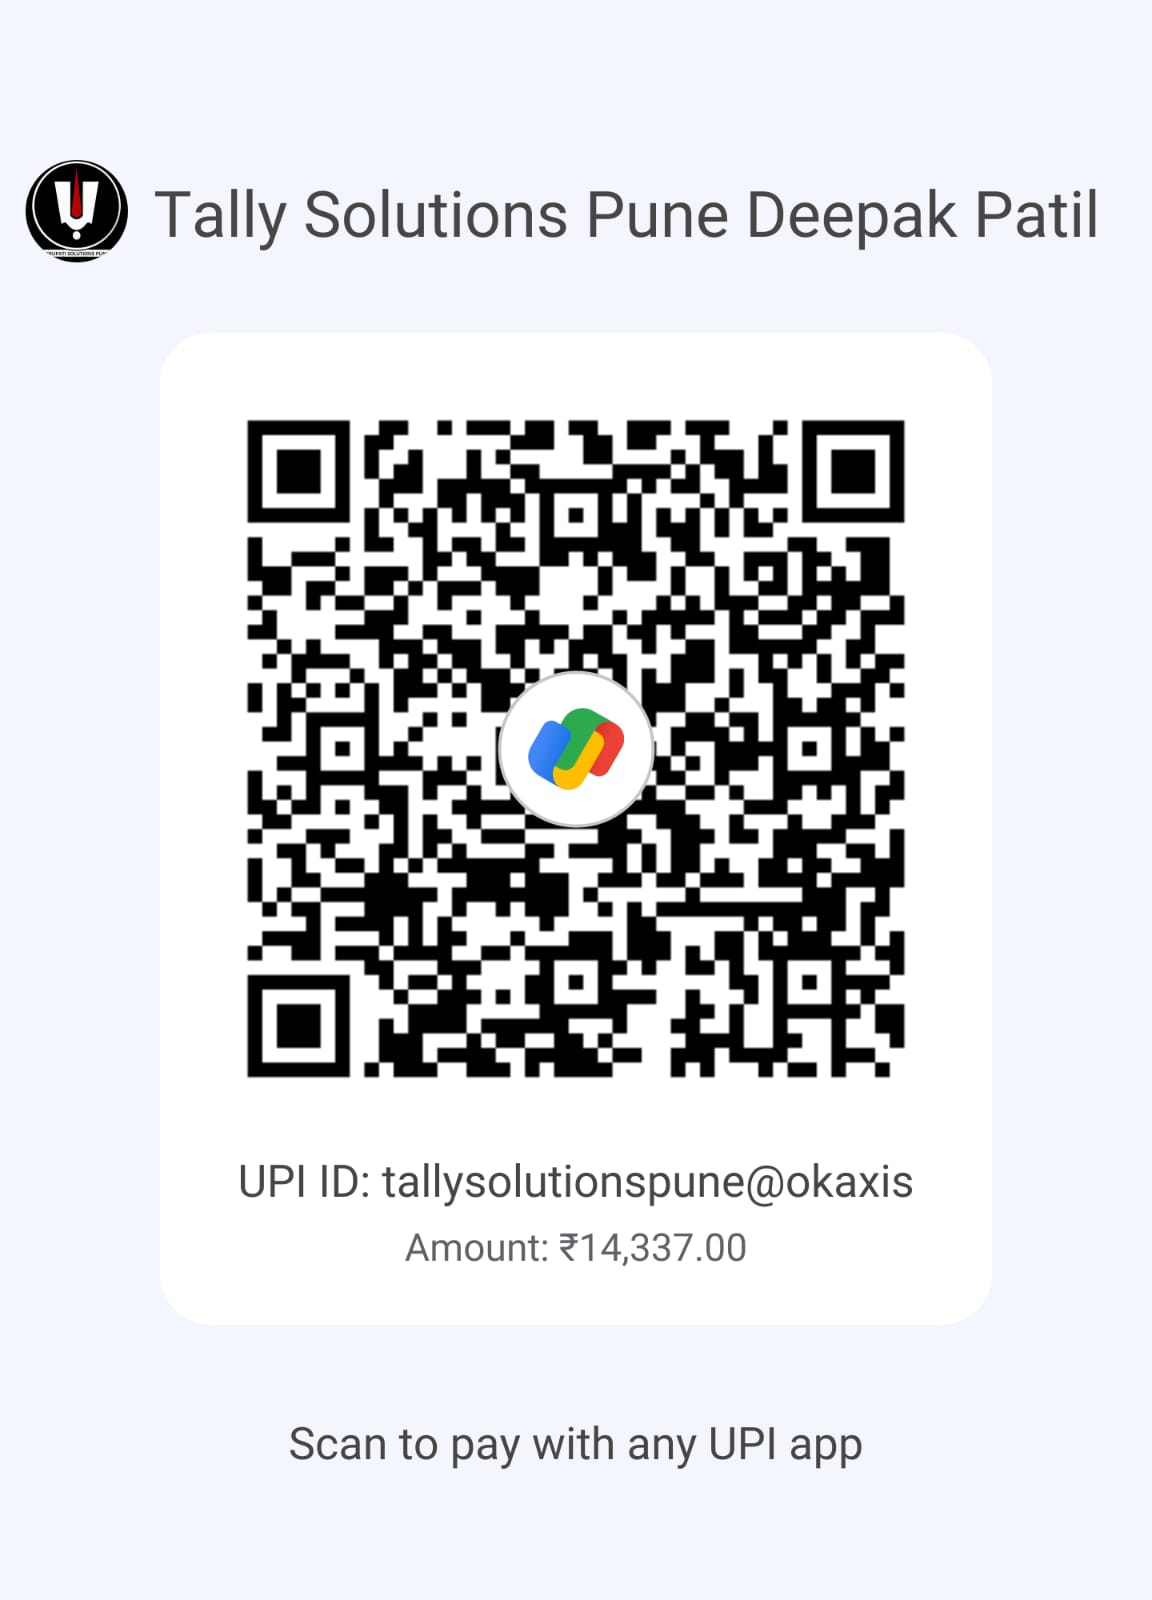 Tally Solutions Pune Deepak Patil
UPI ID: tallysolutionspune@okaxis
Amount: ₹14,337.00
Scan to pay with any UPI app